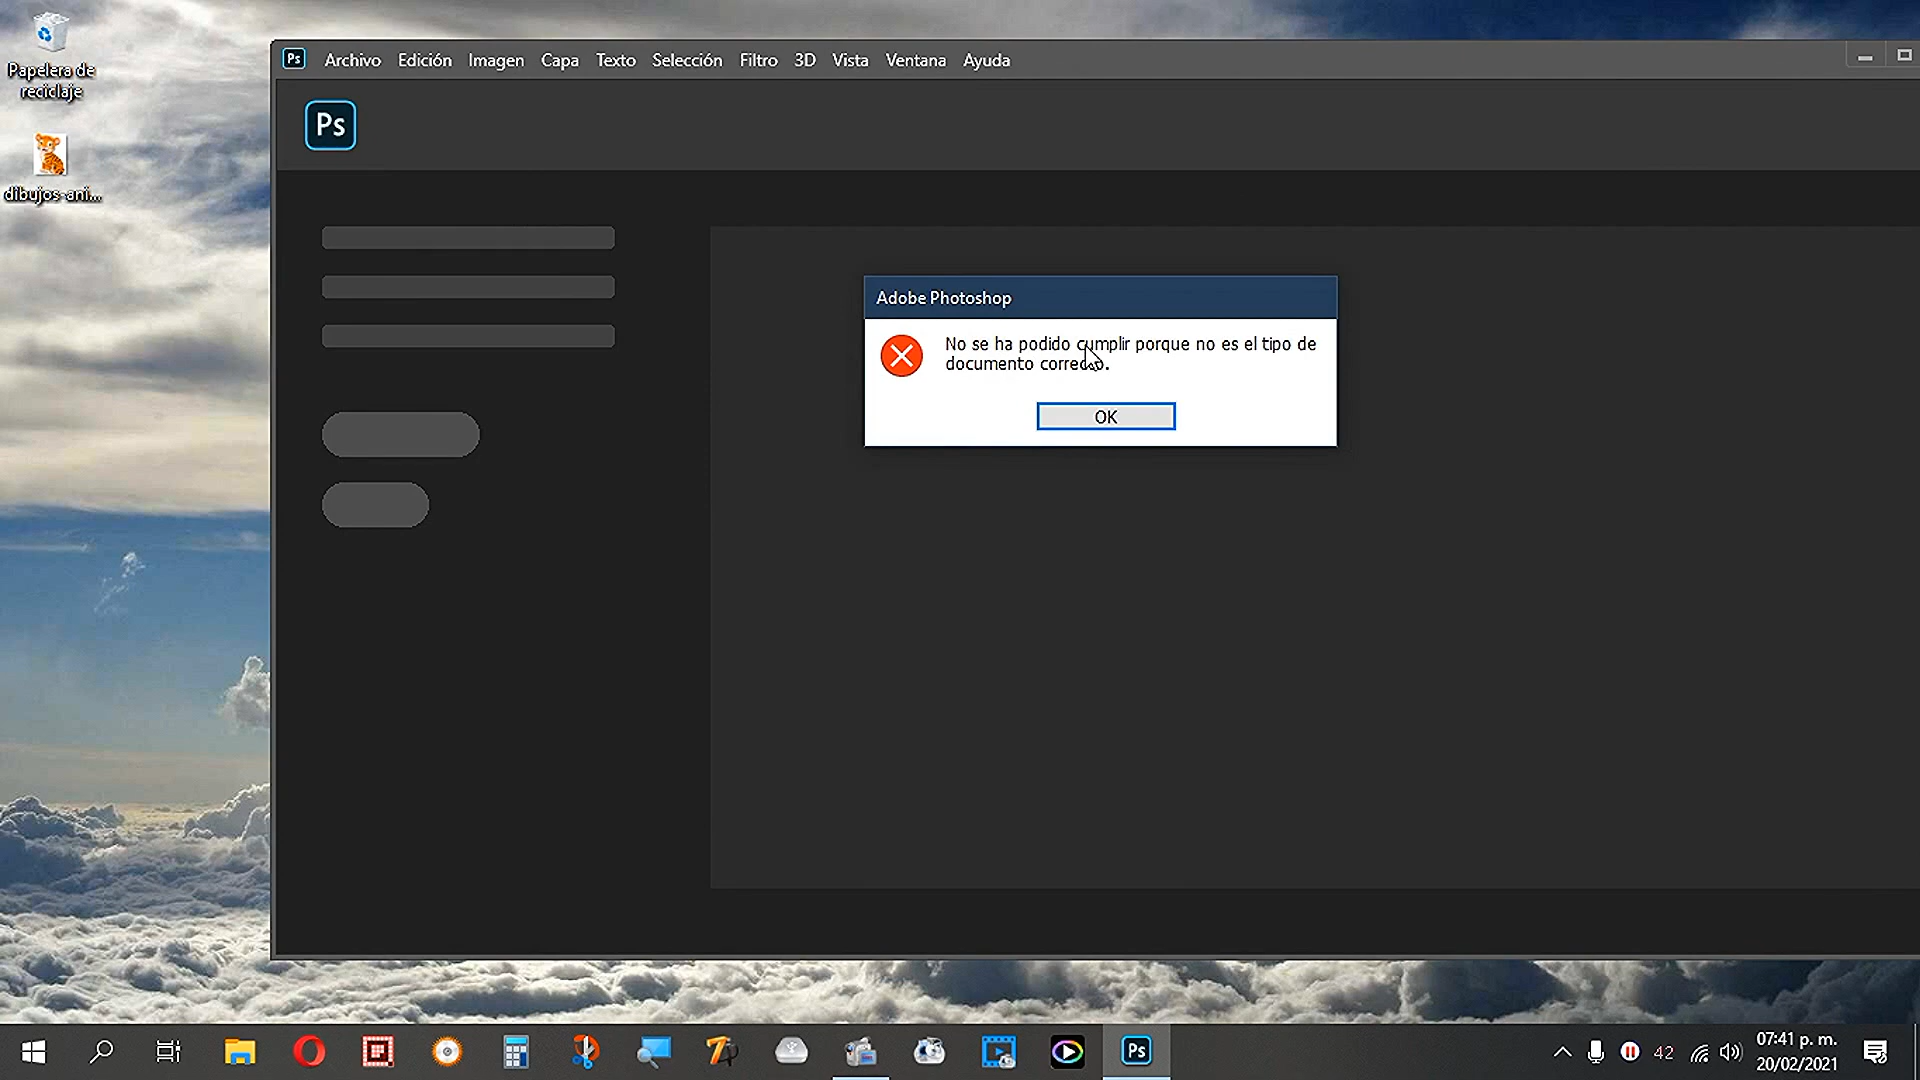 Papelera de
reciclaje
dibujos-ani...
Ps Archivo Edición Imagen Capa Texto Selección Filtro 3D Vista Ventana Ayuda
Ps
Adobe Photoshop
No se ha podido cumplir porque no es el tipo de
documento correcto.
OK
Ps
42
07:41 p. m.
20/02/2021